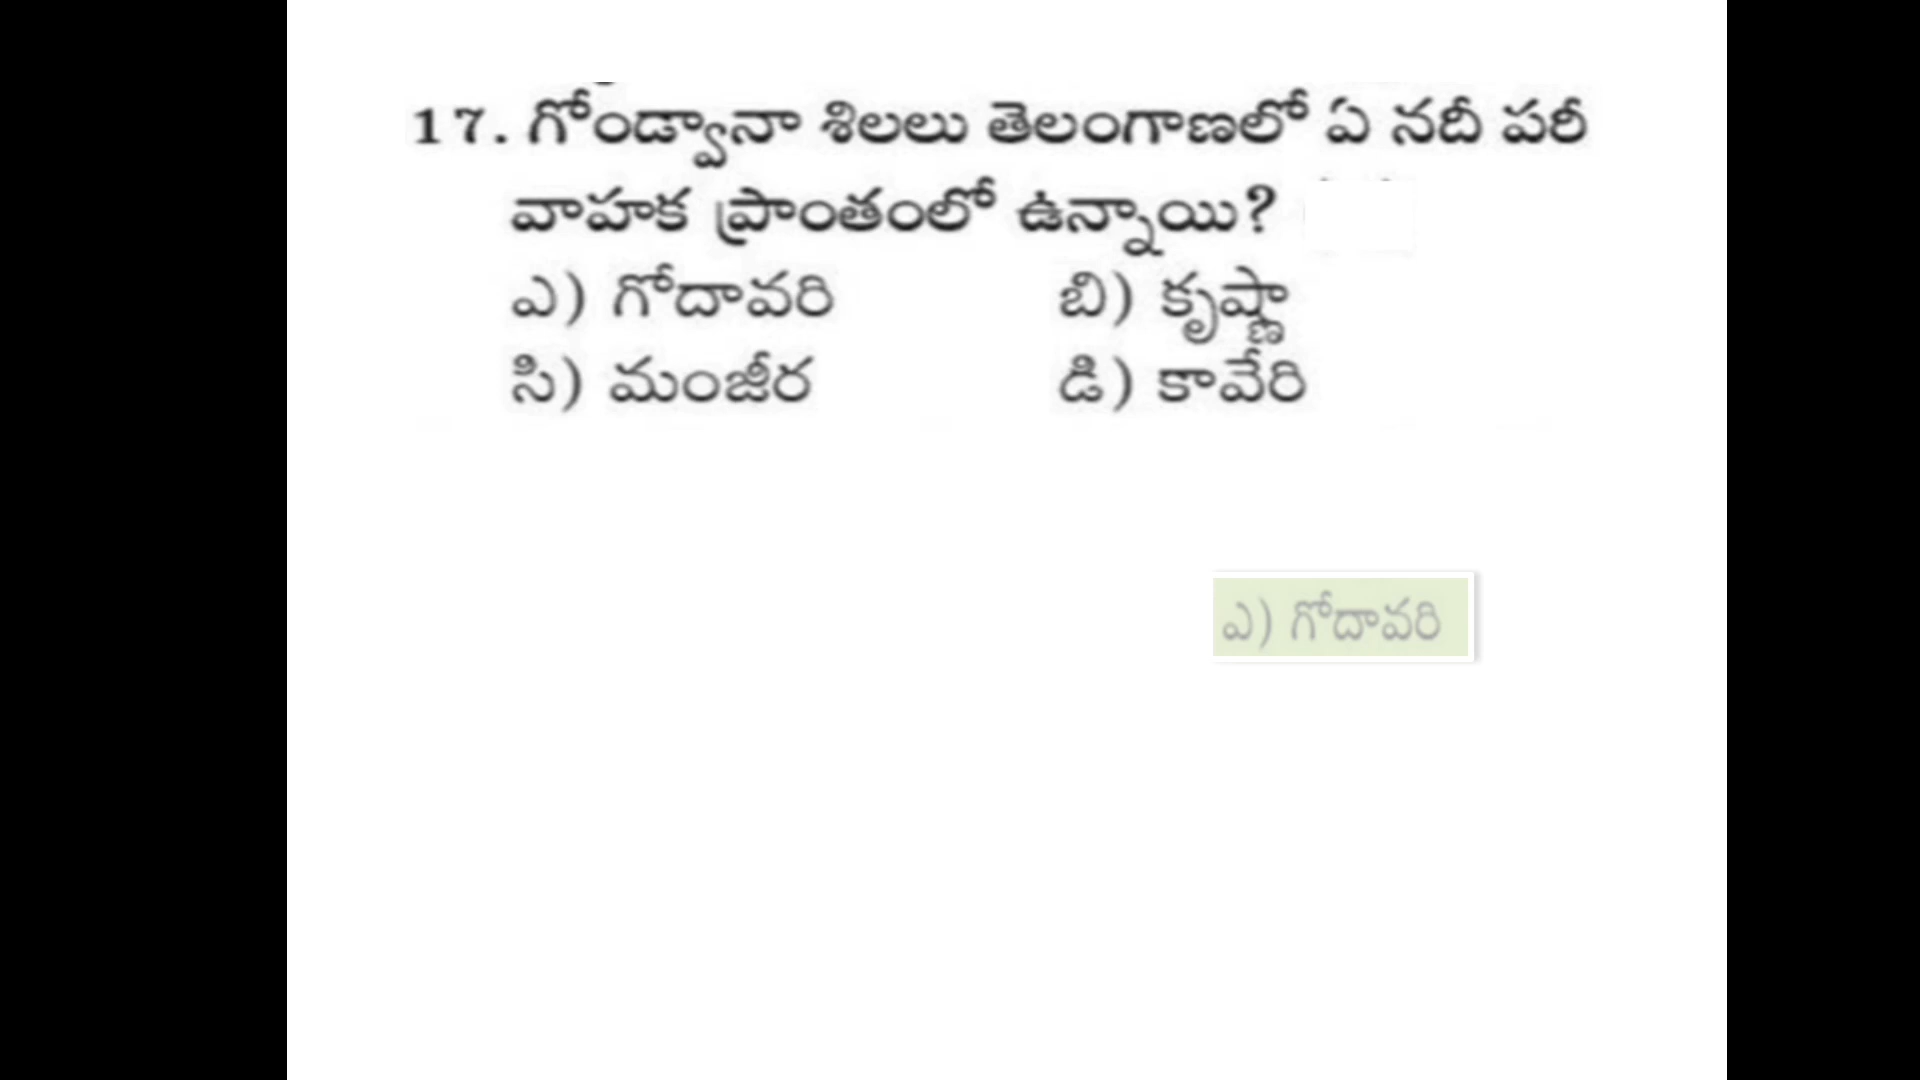 17. గోండ్వానా శిలలు తెలంగాణలో ఏ నదీ పరీ
వాహక ప్రాంతంలో ఉన్నాయి?
ఎ) గోదావరి బి) కృష్ణా
సి) మంజీర డి) కావేరి
ఎ) గోదావరి